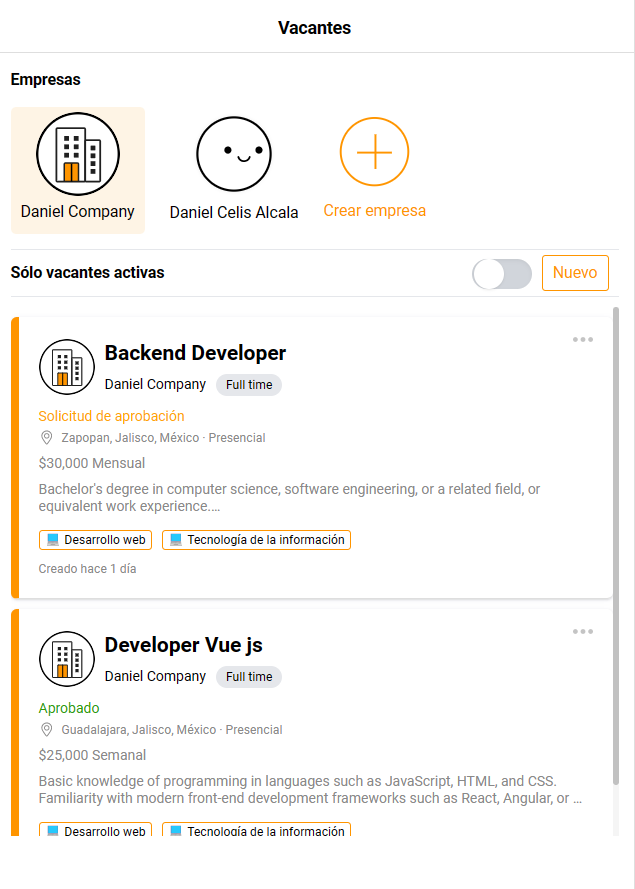 Vacantes
Empresas
Daniel Company
Daniel Celis Alcala
Crear empresa
Sólo vacantes activas
Nuevo
Backend Developer
Daniel Company
Full time
Solicitud de aprobación
Zapopan, Jalisco, México · Presencial
$30,000 Mensual
Bachelor's degree in computer science, software engineering, or a related field, or
equivalent work experience....
Desarrollo web
Tecnología de la información
Creado hace 1 día
Developer Vue js
Daniel Company
Full time
Aprobado
Guadalajara, Jalisco, México · Presencial
$25,000 Semanal
Basic knowledge of programming in languages such as JavaScript, HTML, and CSS.
Familiarity with modern front-end development frameworks such as React, Angular, or ...
Desarrollo web
Tecnología de la información